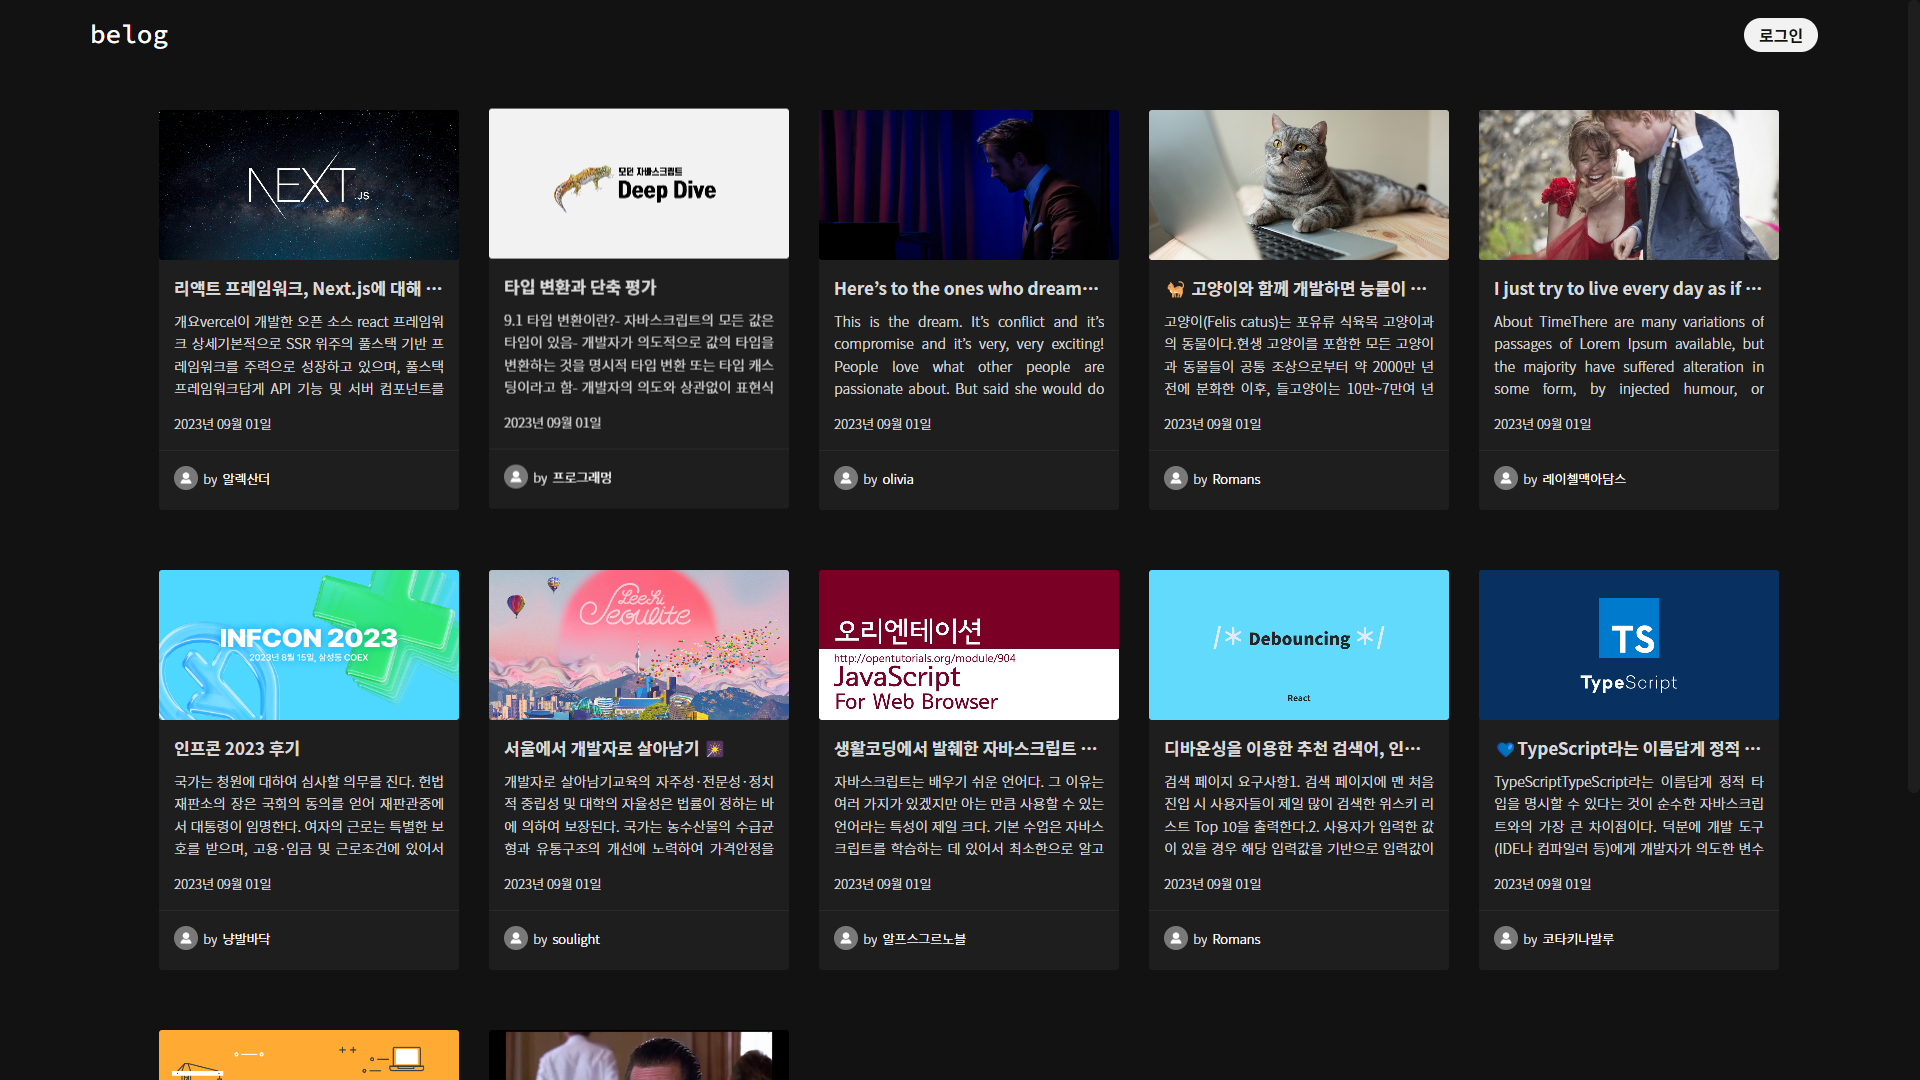 belog
로그인
NEXT.JS
모던 자바스크립트
Deep Dive
리액트 프레임워크, Next.js에 대해 ···
개요vercel이 개발한 오픈 소스 react 프레임워
크 상세기본적으로 SSR 위주의 풀스택 기반 프
레임워크를 주력으로 성장하고 있으며, 풀스택
프레임워크답게 API 기능 및 서버 컴포넌트를
2023년 09월 01일
by 알렉산더
타입 변환과 단축 평가
9.1 타입 변환이란?- 자바스크립트의 모든 값은
타입이 있음- 개발자가 의도적으로 값의 타입을
변환하는 것을 명시적 타입 변환 또는 타입 캐스
팅이라고 함- 개발자의 의도와 상관없이 표현식
2023년 09월 01일
by 프로그래멍
Here’s to the ones who dream···
This is the dream. It’s conflict and it’s
compromise and it’s very, very exciting!
People love what other people are
passionate about. But said she would do
2023년 09월 01일
by olivia
🐈 고양이와 함께 개발하면 능률이 ···
고양이(Felis catus)는 포유류 식육목 고양이과
의 동물이다.현생 고양이를 포함한 모든 고양이
과 동물들이 공통 조상으로부터 약 2000만 년
전에 분화한 이후, 들고양이는 10만~7만여 년
2023년 09월 01일
by Romans
I just try to live every day as if ···
About TimeThere are many variations of
passages of Lorem Ipsum available, but
the majority have suffered alteration in
some form, by injected humour, or
2023년 09월 01일
by 레이첼맥아담스
INFCON 2023
2023년 8월 15일, 삼성동 COEX
인프콘 2023 후기
국가는 청원에 대하여 심사할 의무를 진다. 헌법
재판소의 장은 국회의 동의를 얻어 재판관중에
서 대통령이 임명한다. 여자의 근로는 특별한 보
호를 받으며, 고용·임금 및 근로조건에 있어서
2023년 09월 01일
by 냥발바닥
Leehi
Seoulite
서울에서 개발자로 살아남기 🎇
개발자로 살아남기교육의 자주성·전문성·정치
적 중립성 및 대학의 자율성은 법률이 정하는 바
에 의하여 보장된다. 국가는 농수산물의 수급균
형과 유통구조의 개선에 노력하여 가격안정을
2023년 09월 01일
by soulight
오리엔테이션
http://opentutorials.org/module/904
JavaScript
For Web Browser
생활코딩에서 발췌한 자바스크립트 ···
자바스크립트는 배우기 쉬운 언어다. 그 이유는
여러 가지가 있겠지만 아는 만큼 사용할 수 있는
언어라는 특성이 제일 크다. 기본 수업은 자바스
크립트를 학습하는 데 있어서 최소한으로 알고
2023년 09월 01일
by 알프스그르노블
/* Debouncing */
React
디바운싱을 이용한 추천 검색어, 인···
검색 페이지 요구사항1. 검색 페이지에 맨 처음
진입 시 사용자들이 제일 많이 검색한 위스키 리
스트 Top 10을 출력한다.2. 사용자가 입력한 값
이 있을 경우 해당 입력값을 기반으로 입력값이
2023년 09월 01일
by Romans
TS
TypeScript
💙TypeScript라는 이름답게 정적 ···
TypeScriptTypeScript라는 이름답게 정적 타
입을 명시할 수 있다는 것이 순수한 자바스크립
트와의 가장 큰 차이점이다. 덕분에 개발 도구
(IDE나 컴파일러 등)에게 개발자가 의도한 변수
2023년 09월 01일
by 코타키나발루